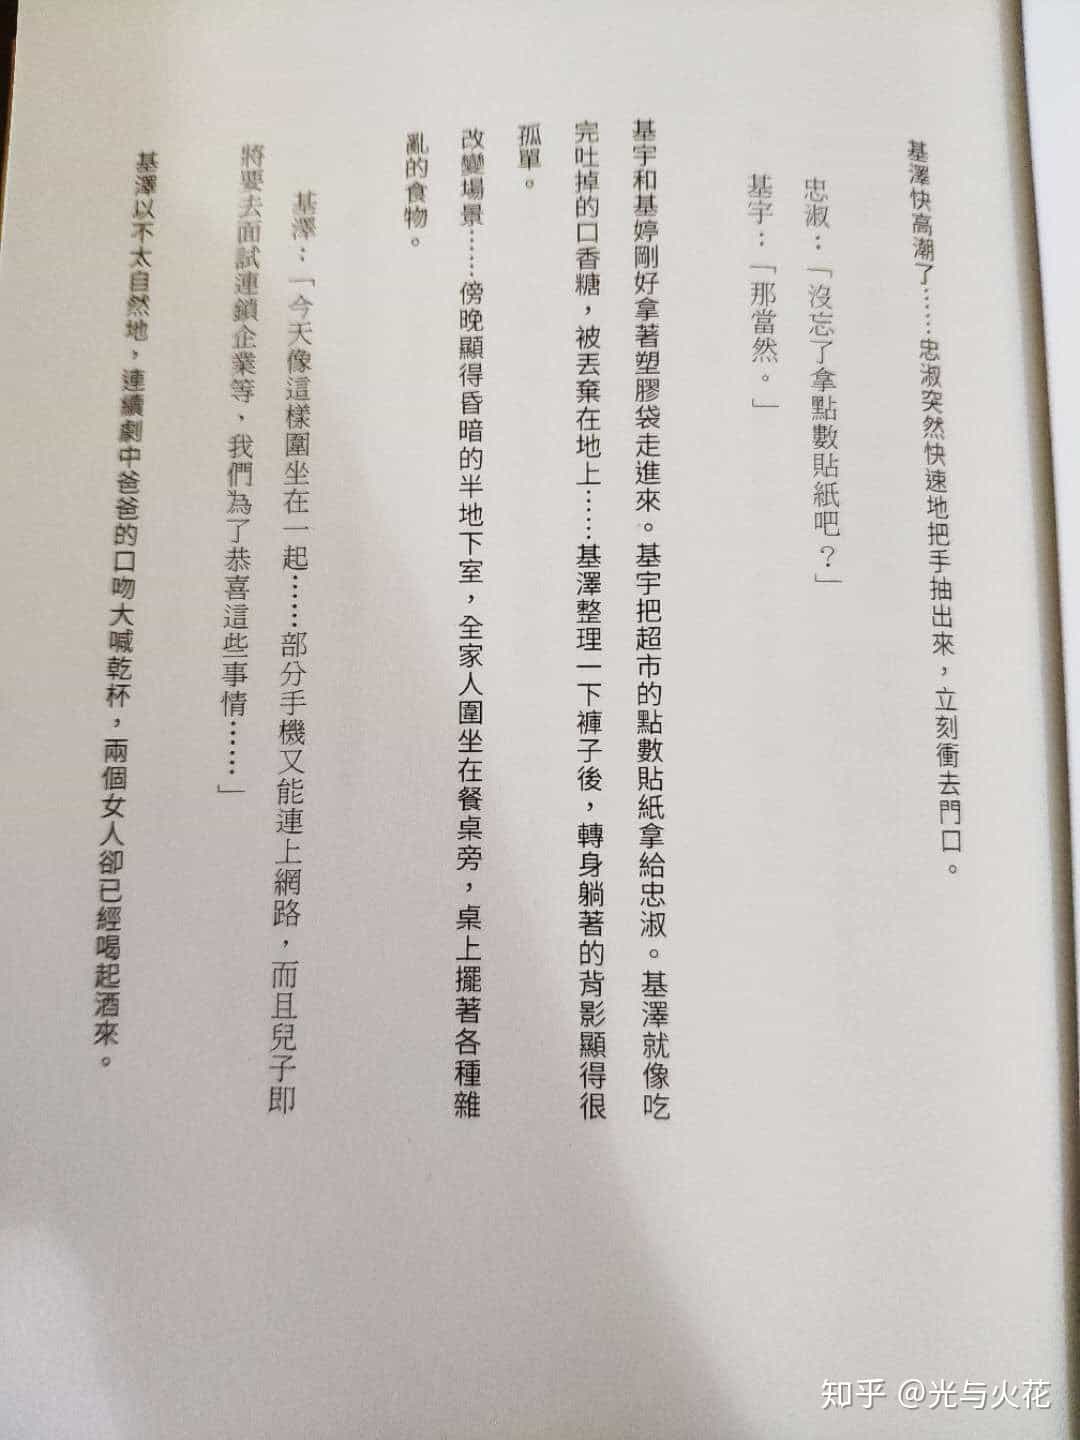 基澤快高潮了……忠淑突然快速地把手抽出來，立刻衝去門口。
忠淑：「沒忘了拿點數貼紙吧？」
基宇：「那當然。」
基宇和基婷剛好拿著塑膠袋走進來。基宇把超市的點數貼紙拿給忠淑。基澤就像吃
完吐掉的口香糖，被丟棄在地上……基澤整理一下褲子後，轉身躺著的背影顯得很
孤單。
改變場景……傍晚顯得昏暗的半地下室，全家人圍坐在餐桌旁，桌上擺著各種雜
亂的食物。
基澤：「今天像這樣圍坐在一起……部分手機又能連上網路，而且兒子即
將要去面試連鎖企業等，我們為了恭喜這些事情……」
基澤以不太自然地，連續劇中爸爸的口吻大喊乾杯，兩個女人卻已經喝起酒來。
知乎 @光与火花